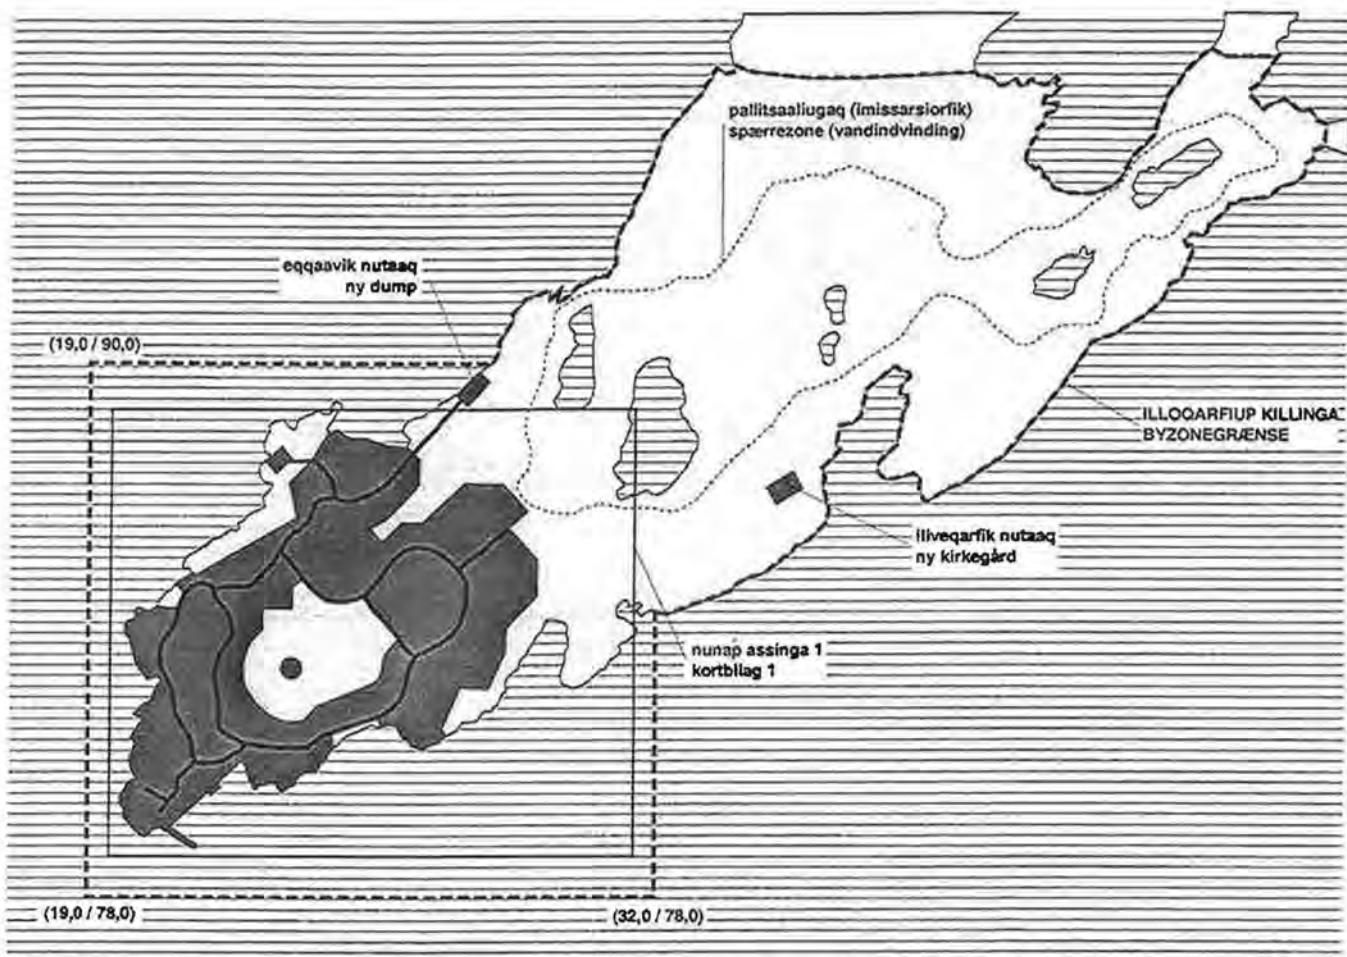 pallitsaaliugaq (imissarsiorfik)
spærrezone (vandindvinding)
eqqaavik nutaaq
ny dump
(19,0 / 90,0)
ILLOQARFIUP KILLINGA
BYZONEGRÆNSE
iliveqarfik nutaaq
ny kirkegård
nunap assinga 1
kortbilag 1
(19,0 / 78,0)
(32,0 / 78,0)